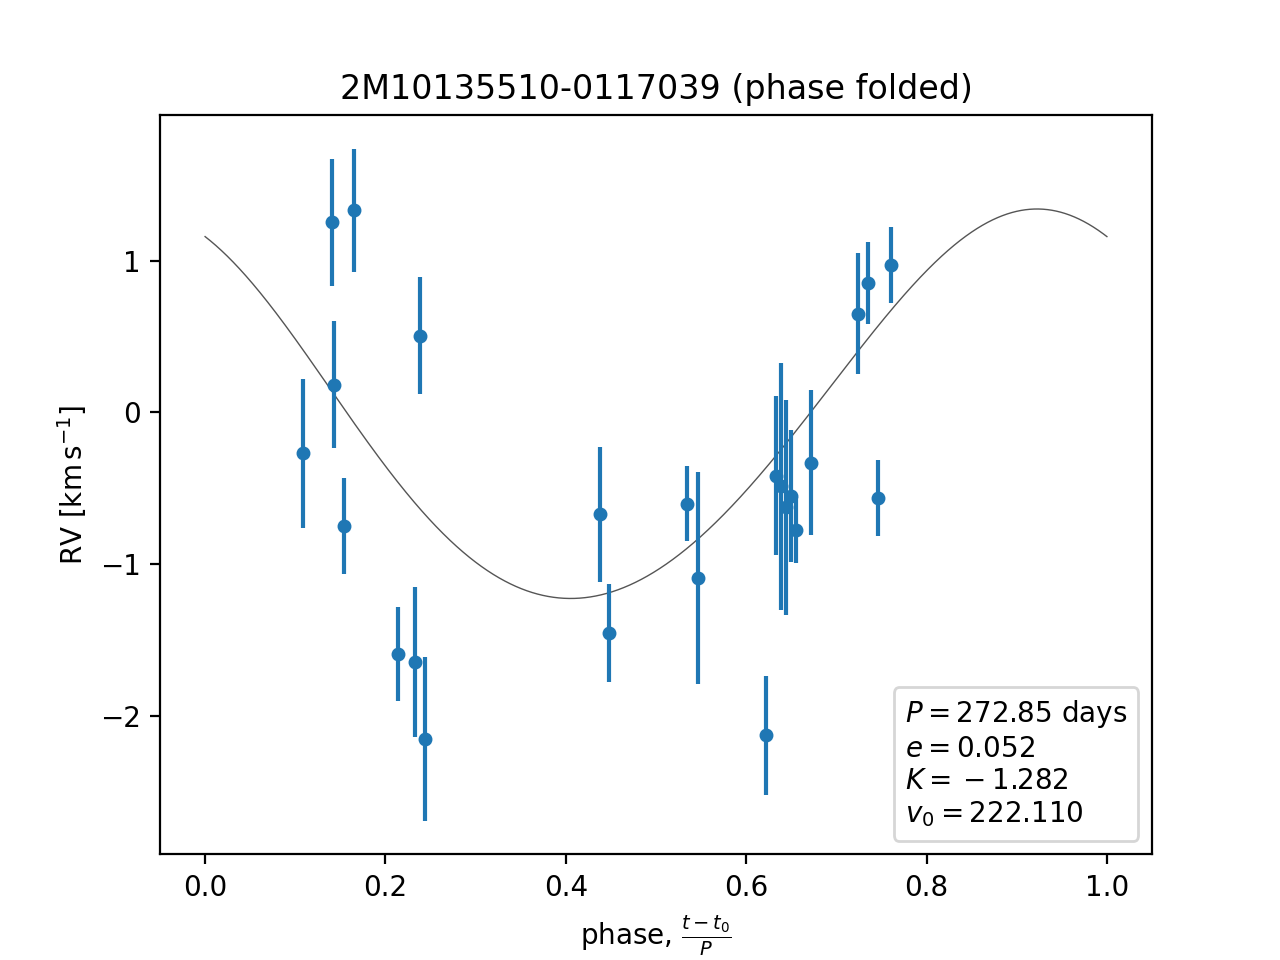 2M10135510-0117039 (phase folded)
RV [km s⁻¹]
1
0
−1
−2
P = 272.85 days
e = 0.052
K = −1.282
v₀ = 222.110
0.0 0.2 0.4 0.6 0.8 1.0
phase, (t − t₀)/P